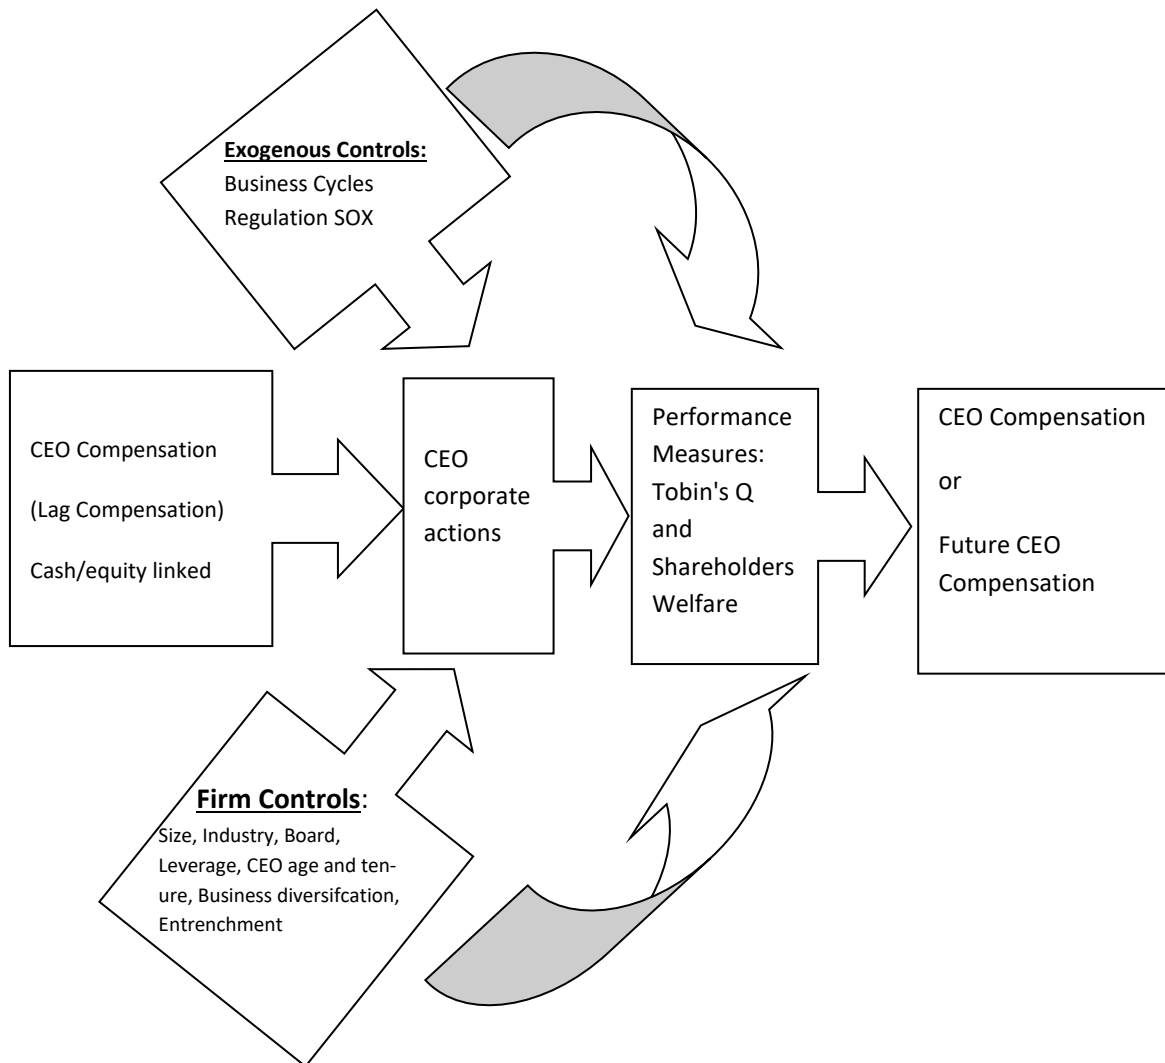 Exogenous Controls:
Business Cycles
Regulation SOX
CEO Compensation
(Lag Compensation)
Cash/equity linked
CEO
corporate
actions
Performance
Measures:
Tobin's Q
and
Shareholders
Welfare
CEO Compensation
or
Future CEO
Compensation
Firm Controls:
Size, Industry, Board,
Leverage, CEO age and ten-
ure, Business diversifcation,
Entrenchment